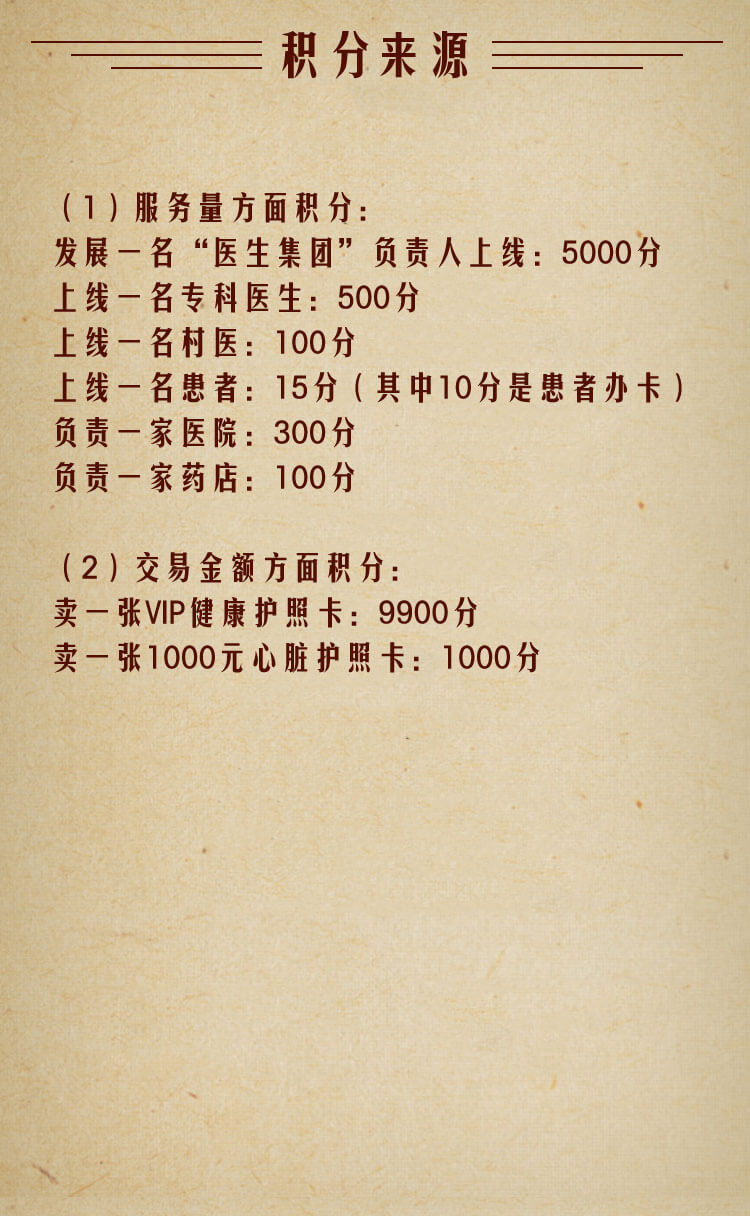 积分来源
（1）服务量方面积分：
发展一名“医生集团”负责人上线：5000分
上线一名专科医生：500分
上线一名村医：100分
上线一名患者：15分（其中10分是患者办卡）
负责一家医院：300分
负责一家药店：100分
（2）交易金额方面积分：
卖一张VIP健康护照卡：9900分
卖一张1000元心脏护照卡：1000分